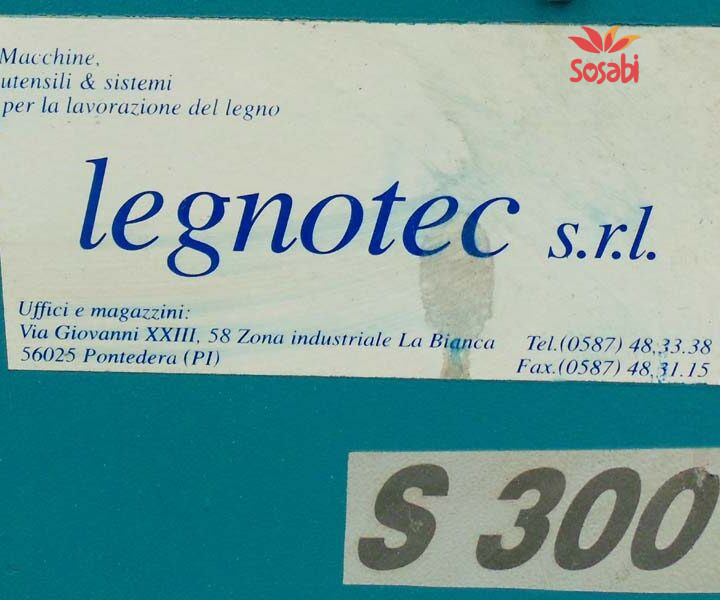 Sosabi
Macchine,
utensili & sistemi
per la lavorazione del legno
legnotec s.r.l.
Uffici e magazzini:
Via Giovanni XXIII, 58 Zona industriale La Bianca
56025 Pontedera (PI)
Tel.(0587) 48.33.38
Fax.(0587) 48.31.15
S 300